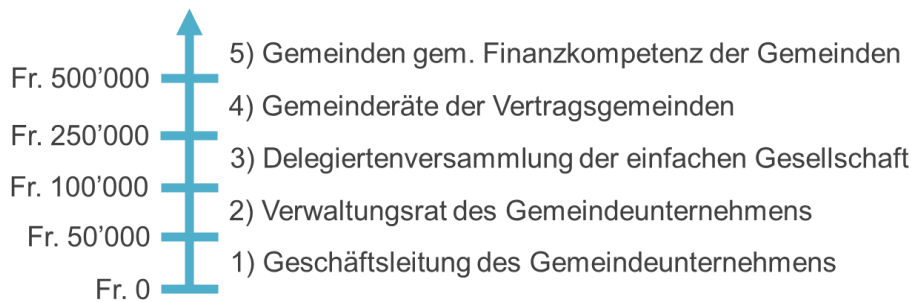 5) Gemeinden gem. Finanzkompetenz der Gemeinden
Fr. 500’000
4) Gemeinderäte der Vertragsgemeinden
Fr. 250’000
3) Delegiertenversammlung der einfachen Gesellschaft
Fr. 100’000
2) Verwaltungsrat des Gemeindeunternehmens
Fr. 50’000
1) Geschäftsleitung des Gemeindeunternehmens
Fr. 0